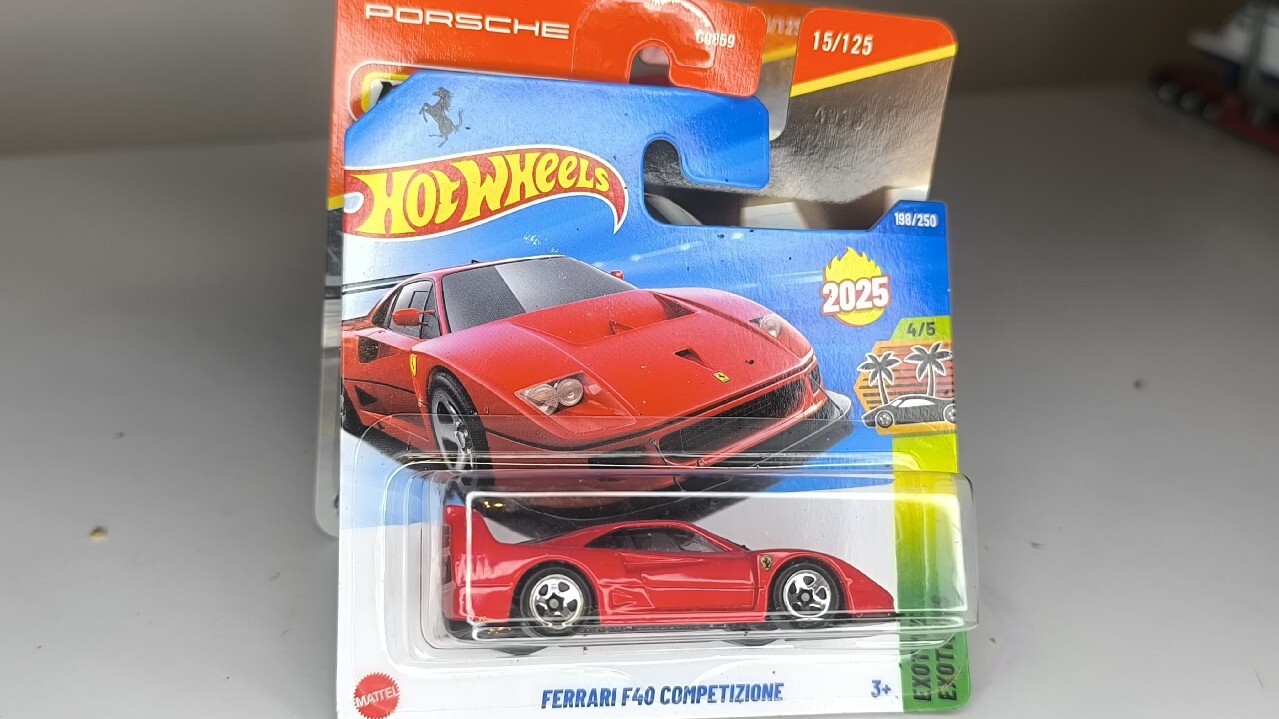 PORSCHE
15/125
HOT WHEELS
198/250
2025
4/5
MATTEL
FERRARI F40 COMPETIZIONE
3+